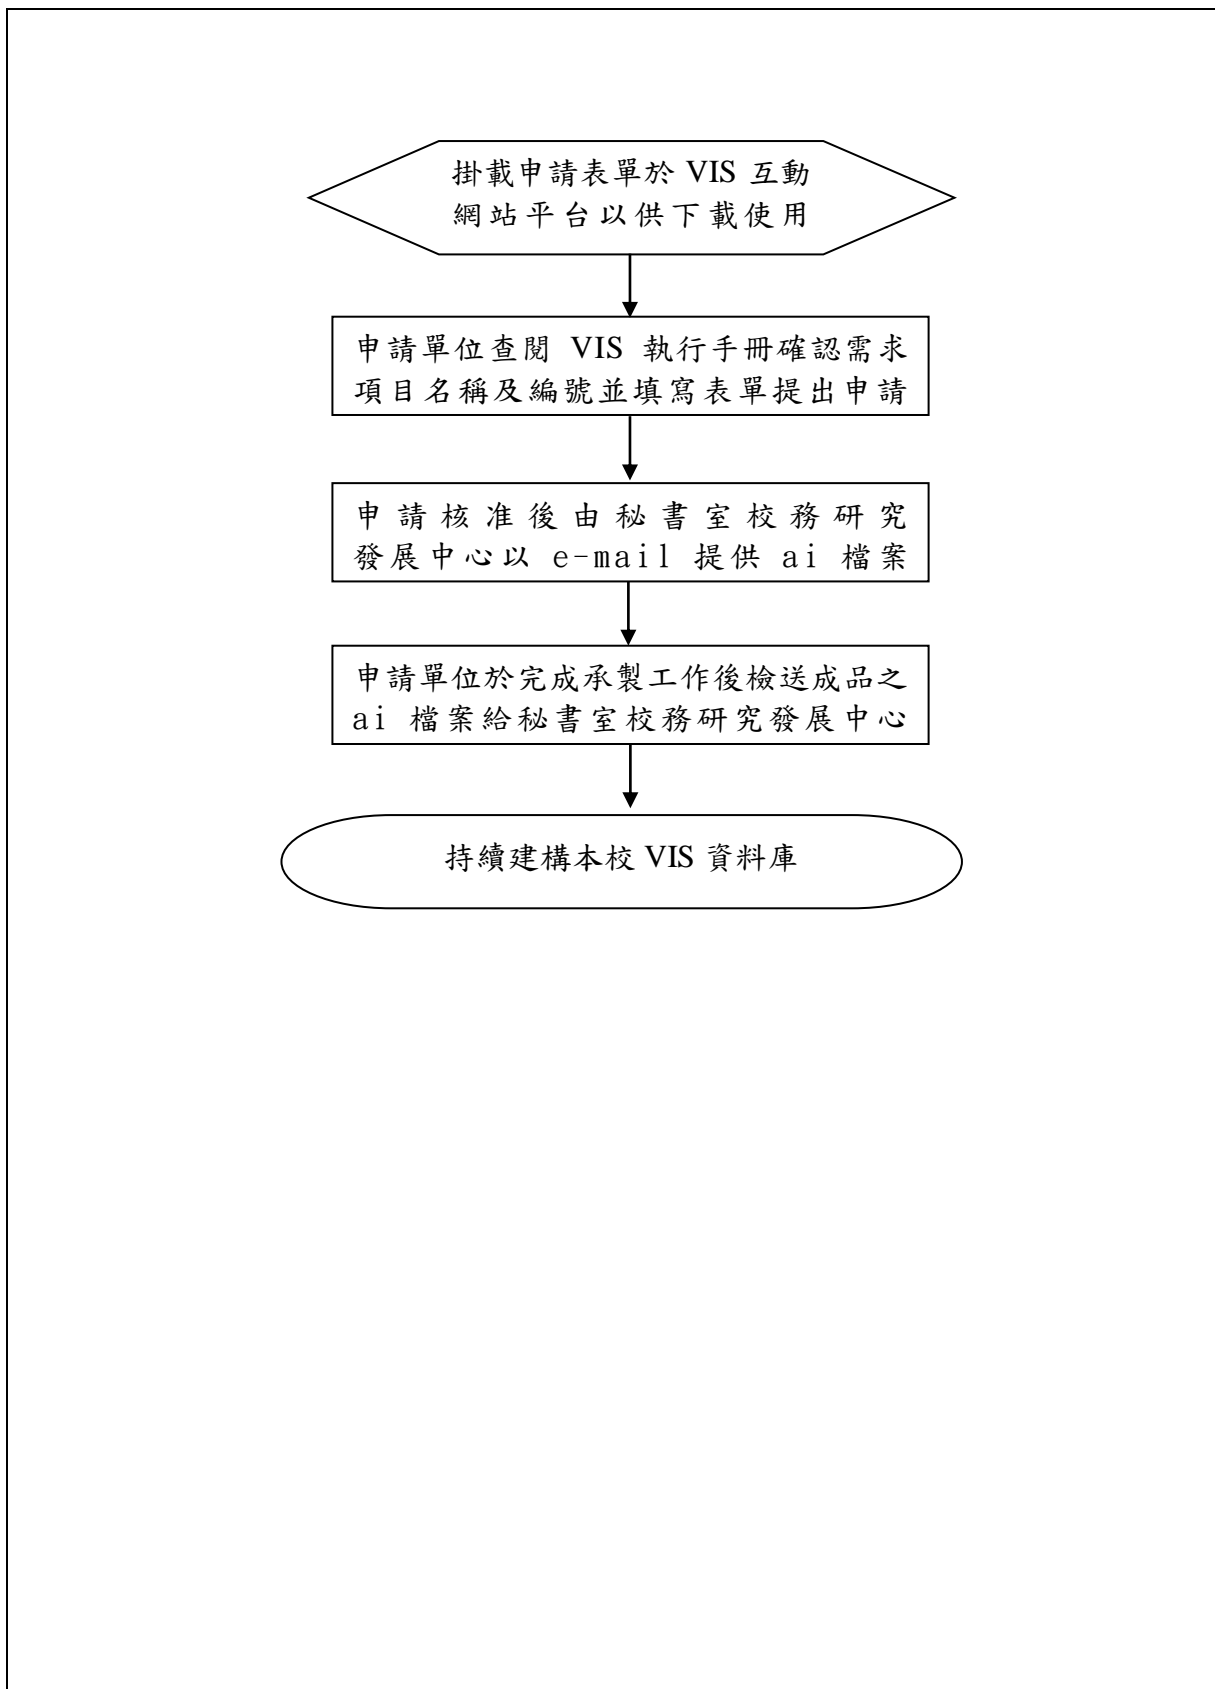 掛載申請表單於 VIS 互動
網站平台以供下載使用
申請單位查閱 VIS 執行手冊確認需求
項目名稱及編號並填寫表單提出申請
申請核准後由秘書室校務研究
發展中心以 e-mail 提供 ai 檔案
申請單位於完成承製工作後檢送成品之
ai 檔案給秘書室校務研究發展中心
持續建構本校 VIS 資料庫